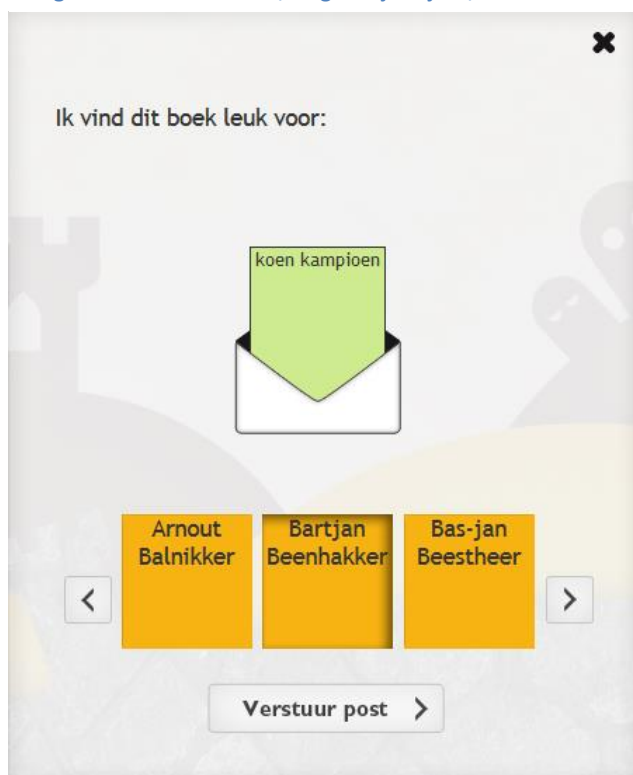 Ik vind dit boek leuk voor:
koen kampioen
Arnout
Balnikker
Bartjan
Beenhakker
Bas-jan
Beestheer
Verstuur post